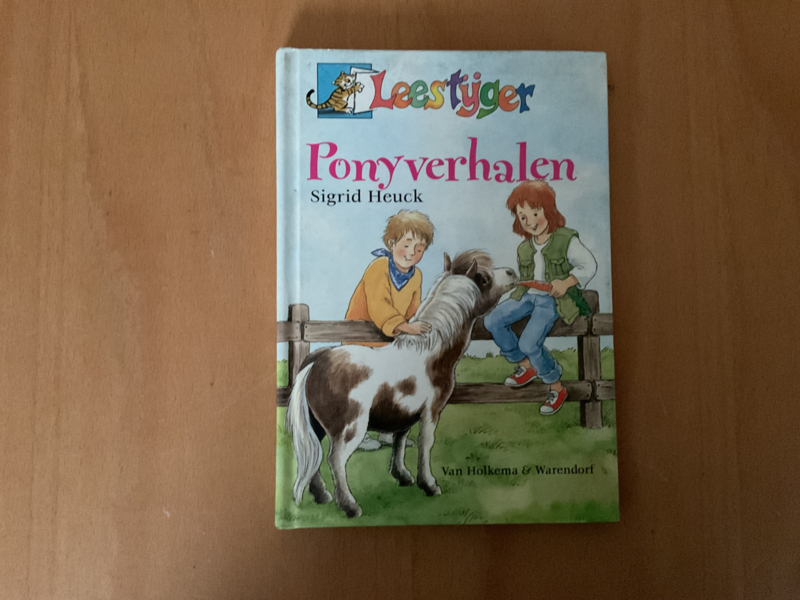 Leestijger
Ponyverhalen
Sigrid Heuck
Van Holkema & Warendorf